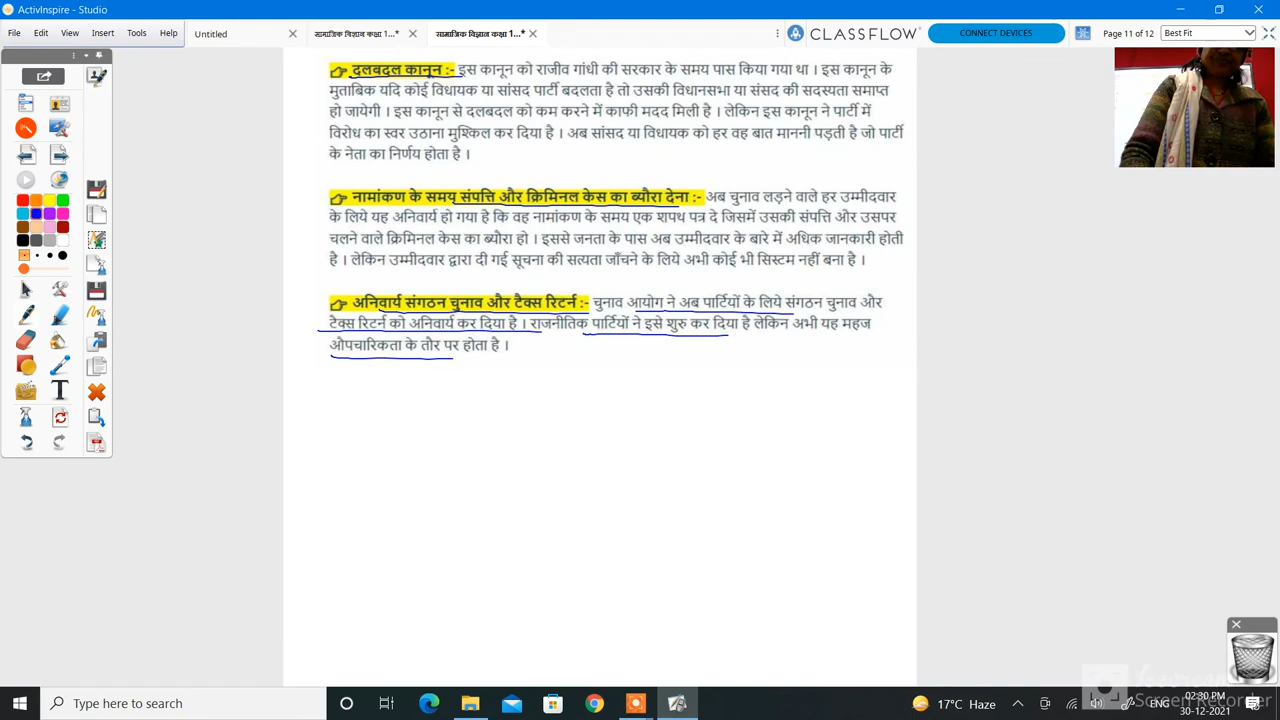 ActivInspire - Studio
File Edit View Insert Tools Help
Untitled
सामाजिक विज्ञान कक्षा 1...*
सामाजिक विज्ञान कक्षा 1...*
CLASSFLOW
CONNECT DEVICES
Page 11 of 12
Best Fit
दलबदल कानून :- इस कानून को राजीव गांधी की सरकार के समय पास किया गया था । इस कानून के
मुताबिक यदि कोई विधायक या सांसद पार्टी बदलता है तो उसकी विधानसभा या संसद की सदस्यता समाप्त
हो जायेगी । इस कानून से दलबदल को कम करने में काफी मदद मिली है । लेकिन इस कानून ने पार्टी में
विरोध का स्वर उठाना मुश्किल कर दिया है । अब सांसद या विधायक को हर वह बात माननी पड़ती है जो पार्टी
के नेता का निर्णय होता है ।
नामांकण के समय संपत्ति और क्रिमिनल केस का ब्यौरा देना :- अब चुनाव लड़ने वाले हर उम्मीदवार
के लिये यह अनिवार्य हो गया है कि वह नामांकण के समय एक शपथ पत्र दे जिसमें उसकी संपत्ति और उसपर
चलने वाले क्रिमिनल केस का ब्यौरा हो । इससे जनता के पास अब उम्मीदवार के बारे में अधिक जानकारी होती
है । लेकिन उम्मीदवार द्वारा दी गई सूचना की सत्यता जाँचने के लिये अभी कोई भी सिस्टम नहीं बना है ।
अनिवार्य संगठन चुनाव और टैक्स रिटर्न :- चुनाव आयोग ने अब पार्टियों के लिये संगठन चुनाव और
टैक्स रिटर्न को अनिवार्य कर दिया है । राजनीतिक पार्टियों ने इसे शुरु कर दिया है लेकिन अभी यह महज
औपचारिकता के तौर पर होता है ।
Type here to search
17°C Haze
ENG
02:30 PM
30-12-2021